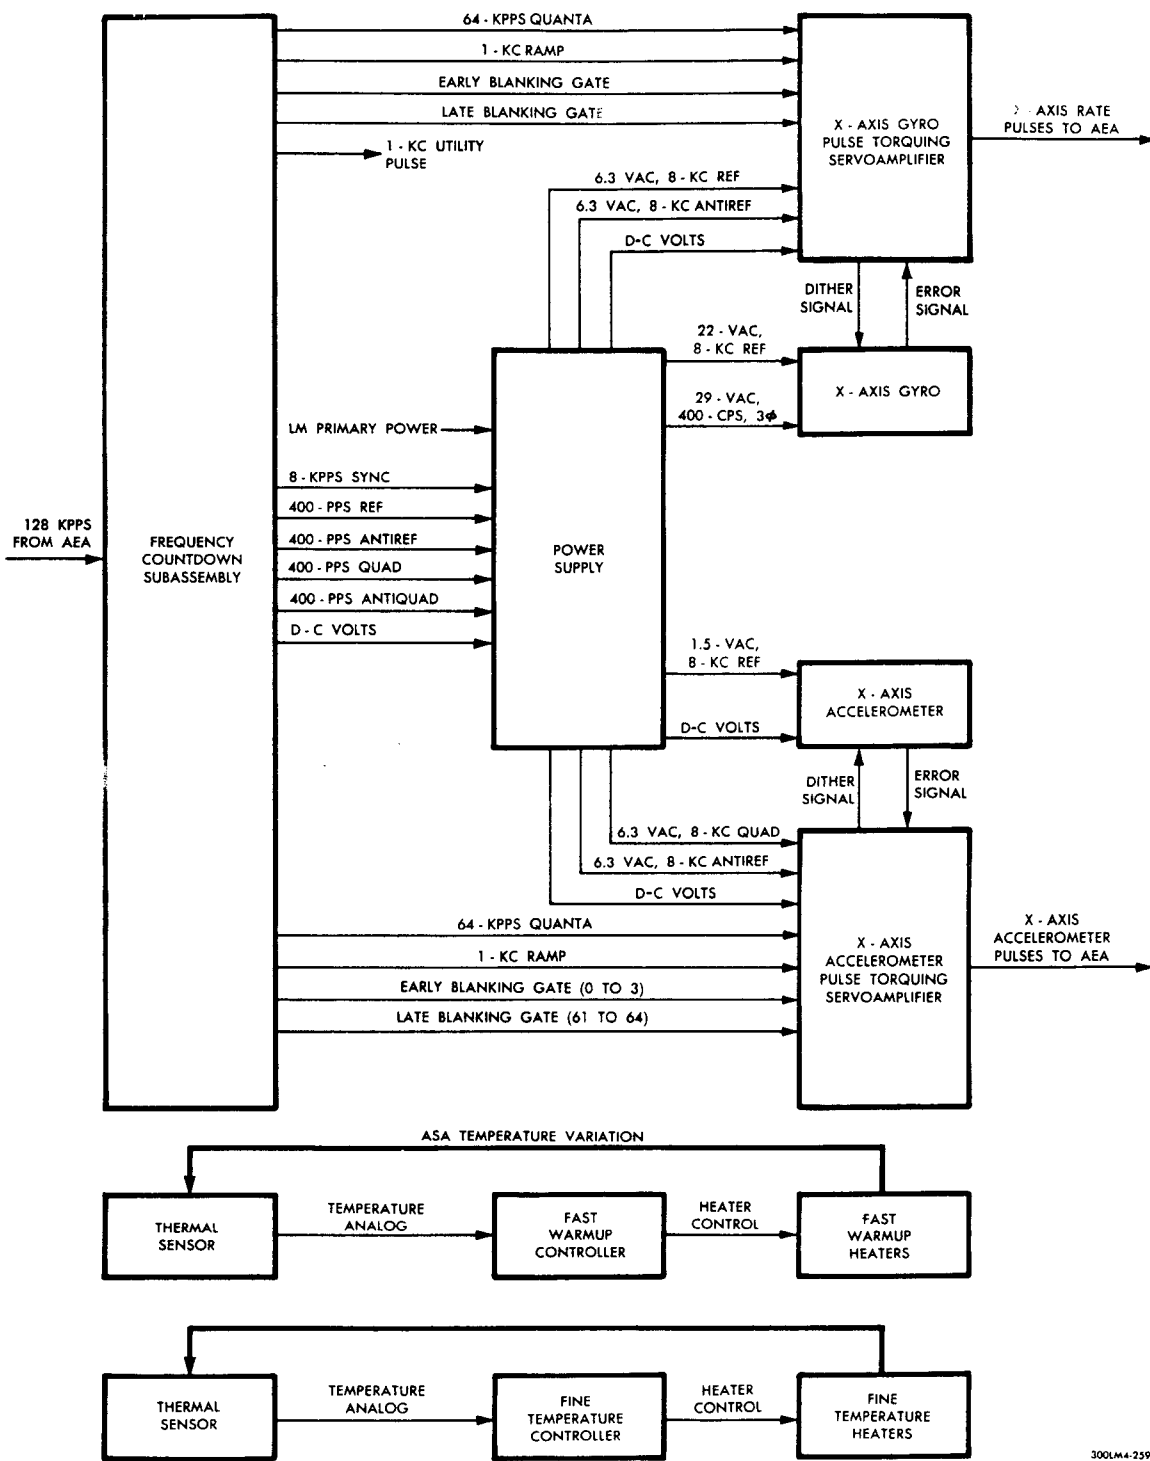 64 - KPPS QUANTA
1 - KC RAMP
EARLY BLANKING GATE
LATE BLANKING GATE
1 - KC UTILITY
PULSE
6.3 VAC, 8 - KC REF
6.3 VAC, 8 - KC ANTIREF
D-C VOLTS
X - AXIS GYRO
PULSE TORQUING
SERVOAMPLIFIER
- AXIS RATE
PULSES TO AEA
DITHER
SIGNAL
ERROR
SIGNAL
22 - VAC,
8 - KC REF
29 - VAC,
400 - CPS, 3ϕ
X - AXIS GYRO
LM PRIMARY POWER
8 - KPPS SYNC
400 - PPS REF
400 - PPS ANTIREF
400 - PPS QUAD
400 - PPS ANTIQUAD
D - C VOLTS
128 KPPS
FROM AEA
FREQUENCY
COUNTDOWN
SUBASSEMBLY
POWER
SUPPLY
1.5 - VAC,
8 - KC REF
D-C VOLTS
X - AXIS
ACCELEROMETER
DITHER
SIGNAL
ERROR
SIGNAL
6.3 VAC, 8 - KC QUAD
6.3 VAC, 8 - KC ANTIREF
D-C VOLTS
64 - KPPS QUANTA
1 - KC RAMP
EARLY BLANKING GATE (0 TO 3)
LATE BLANKING GATE (61 TO 64)
X - AXIS
ACCELEROMETER
PULSE TORQUING
SERVOAMPLIFIER
X - AXIS
ACCELEROMETER
PULSES TO AEA
ASA TEMPERATURE VARIATION
THERMAL
SENSOR
TEMPERATURE
ANALOG
FAST
WARMUP
CONTROLLER
HEATER
CONTROL
FAST
WARMUP
HEATERS
THERMAL
SENSOR
TEMPERATURE
ANALOG
FINE
TEMPERATURE
CONTROLLER
HEATER
CONTROL
FINE
TEMPERATURE
HEATERS
300LM4-259